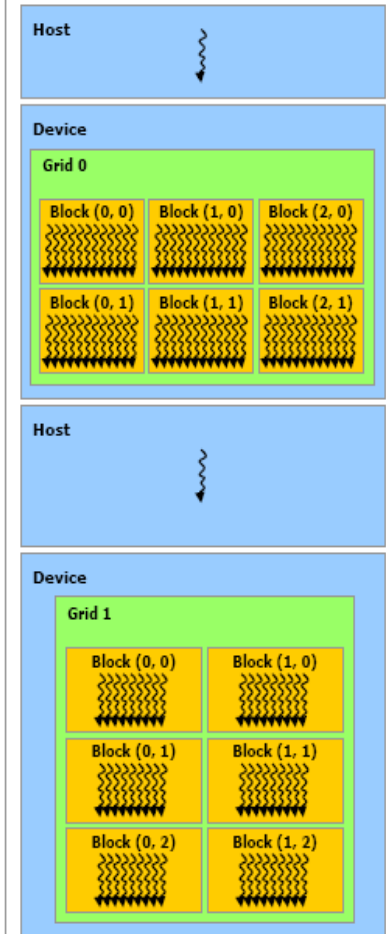 Host
Device
Grid 0
Block (0, 0) Block (1, 0) Block (2, 0)
Block (0, 1) Block (1, 1) Block (2, 1)
Host
Device
Grid 1
Block (0, 0) Block (1, 0)
Block (0, 1) Block (1, 1)
Block (0, 2) Block (1, 2)